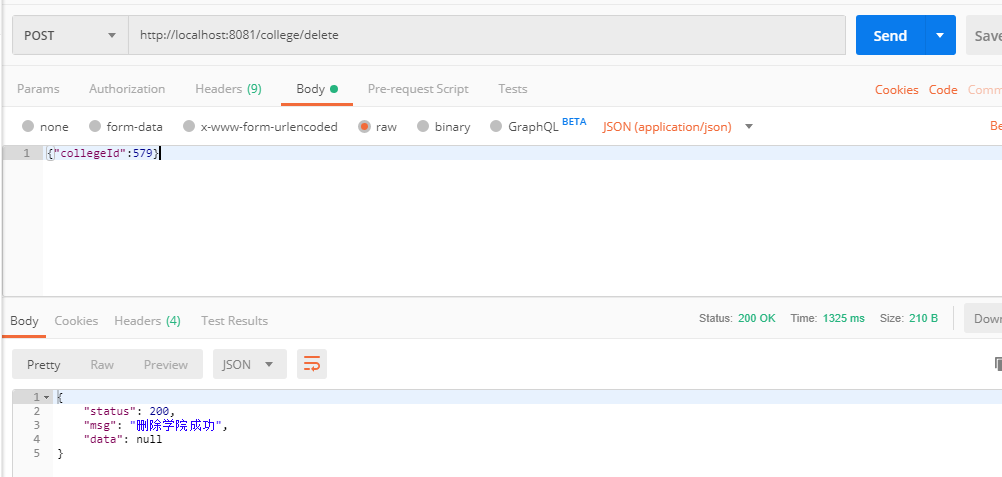 POST http://localhost:8081/college/delete Send Save
Params Authorization Headers (9) Body Pre-request Script Tests Cookies Code
none form-data x-www-form-urlencoded raw binary GraphQL BETA JSON (application/json)
1 {"collegeId":579}
Body Cookies Headers (4) Test Results Status: 200 OK Time: 1325 ms Size: 210 B
Pretty Raw Preview JSON
1 {
2 "status": 200,
3 "msg": "删除学院成功",
4 "data": null
5 }